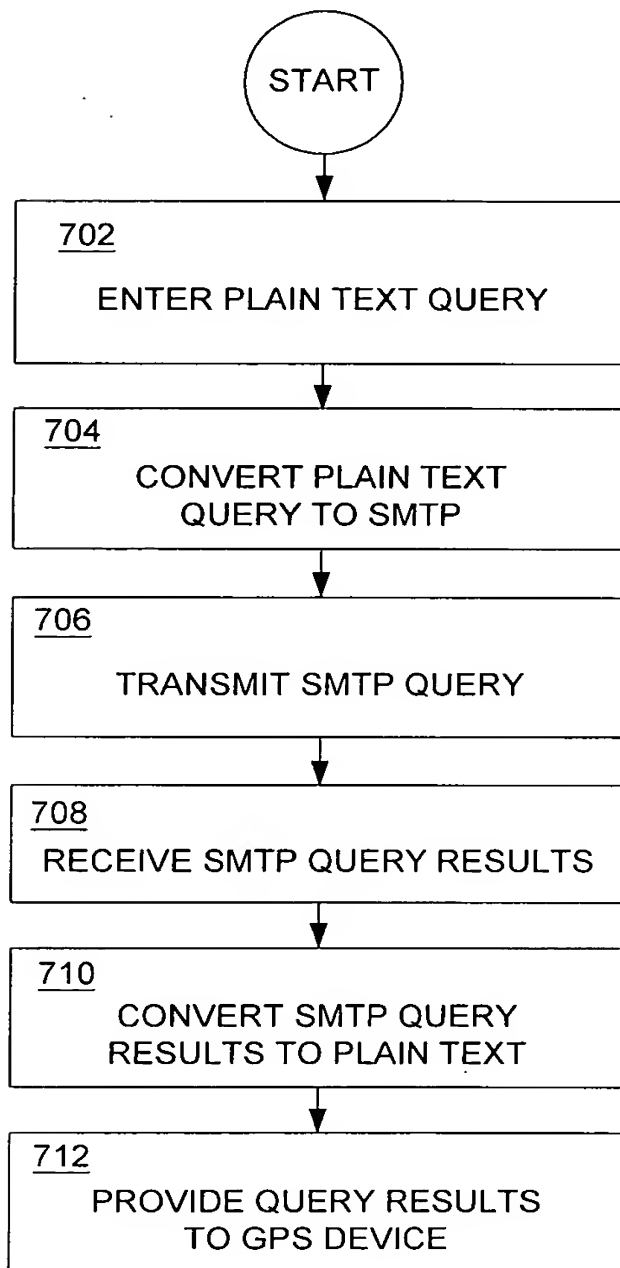 START
702
ENTER PLAIN TEXT QUERY
704
CONVERT PLAIN TEXT
QUERY TO SMTP
706
TRANSMIT SMTP QUERY
708
RECEIVE SMTP QUERY RESULTS
710
CONVERT SMTP QUERY
RESULTS TO PLAIN TEXT
712
PROVIDE QUERY RESULTS
TO GPS DEVICE